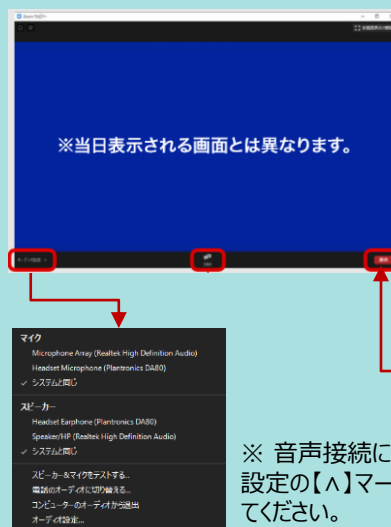 ※当日表示される画面とは異なります。
マイク
Microphone Array (Realtek High Definition Audio)
Headset Microphone (Plantronics DA80)
✓ システムと同じ
スピーカー
Headset Earphone (Plantronics DA80)
Speaker/HP (Realtek High Definition Audio)
✓ システムと同じ
スピーカー&マイクをテストする...
電話のオーディオに切り替える...
コンピューターのオーディオから退出
オーディオ設定...
※ 音声接続に
設定の【∧】マー
てください。